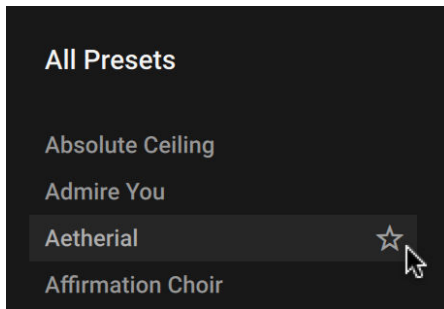 All Presets
Absolute Ceiling
Admire You
Aetherial
Affirmation Choir